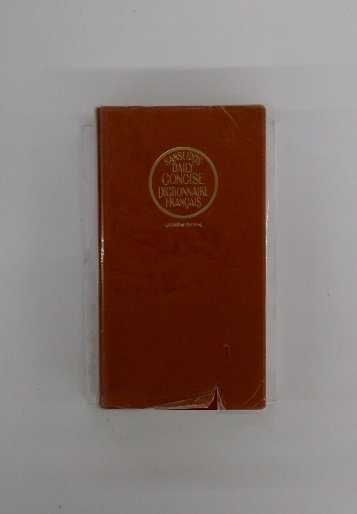 SANSEIDO'S
DAILY
CONCISE
DICTIONNAIRE
FRANÇAIS